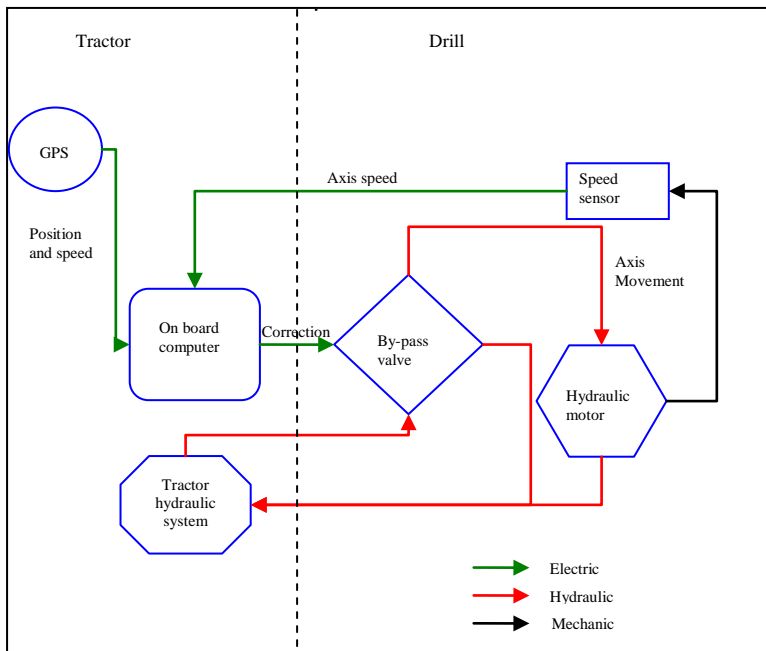 Tractor
Drill
GPS
Speed
sensor
Axis speed
Position
and speed
Axis
Movement
On board
computer
Correction
By-pass
valve
Hydraulic
motor
Tractor
hydraulic
system
Electric
Hydraulic
Mechanic